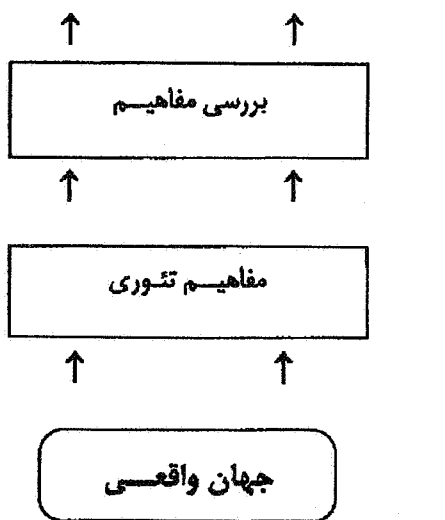 بررسی مفاهیم
مفاهیم تئوری
جهان واقعی